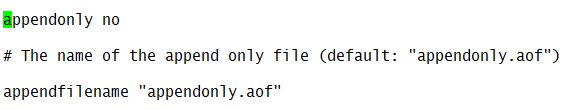 appendonly no
# The name of the append only file (default: "appendonly.aof")
appendfilename "appendonly.aof"